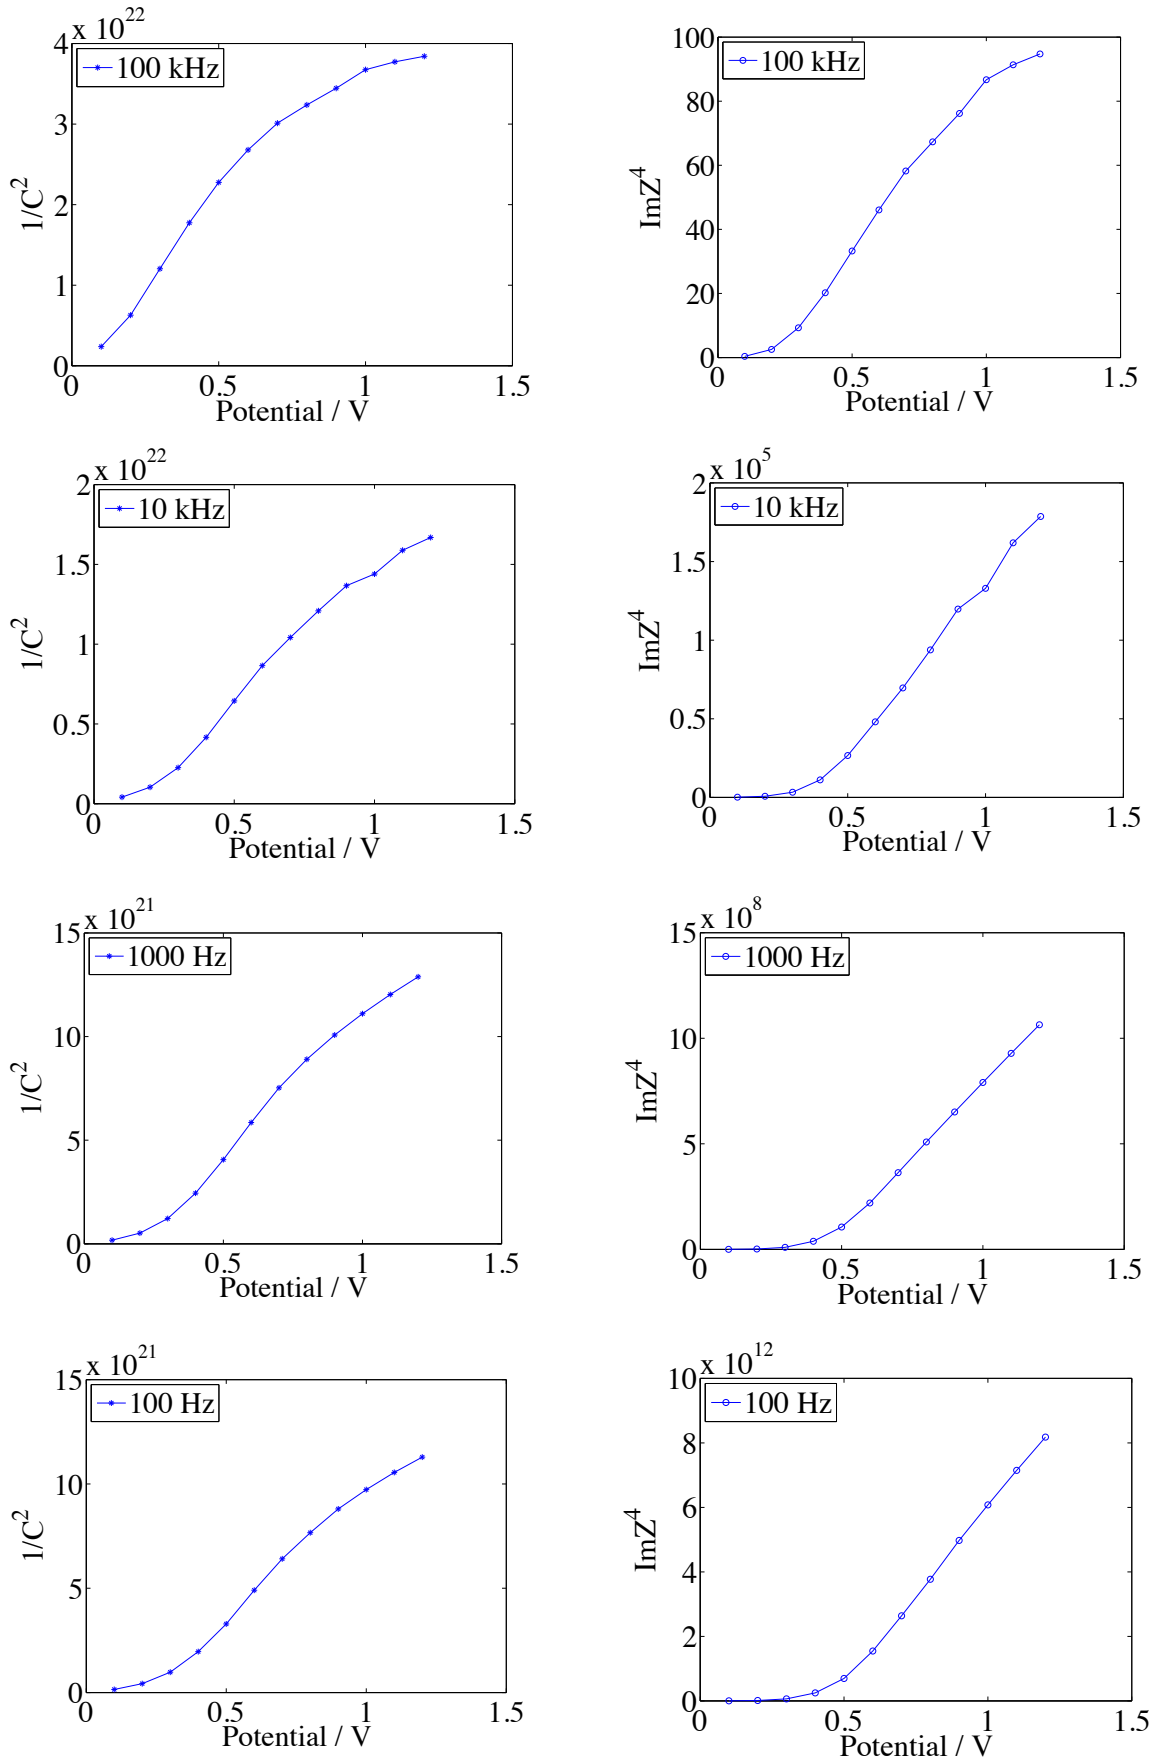 x 10^22
4
3
2
1
0
1/C^2
100 kHz
0 0.5 1 1.5
Potential / V
100
80
60
40
20
0
ImZ^4
100 kHz
0 0.5 1 1.5
Potential / V
x 10^22
2
1.5
1
0.5
0
1/C^2
10 kHz
0 0.5 1 1.5
Potential / V
x 10^5
2
1.5
1
0.5
0
ImZ^4
10 kHz
0 0.5 1 1.5
Potential / V
x 10^21
15
10
5
0
1/C^2
1000 Hz
0 0.5 1 1.5
Potential / V
x 10^8
15
10
5
0
ImZ^4
1000 Hz
0 0.5 1 1.5
Potential / V
x 10^21
15
10
5
0
1/C^2
100 Hz
0 0.5 1 1.5
Potential / V
x 10^12
10
8
6
4
2
0
ImZ^4
100 Hz
0 0.5 1 1.5
Potential / V